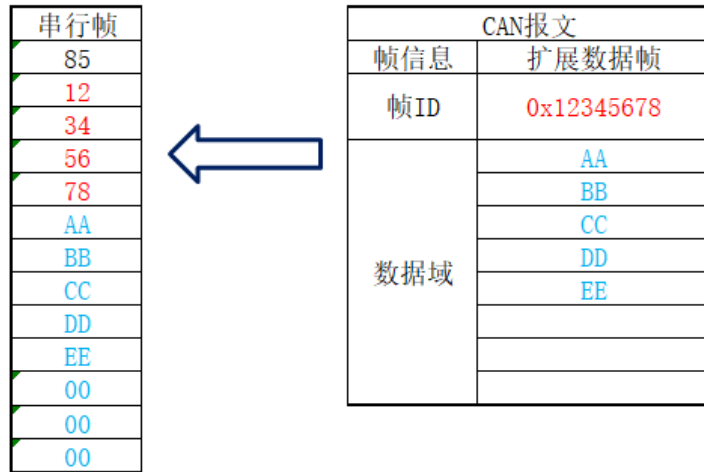 串行帧
85
12
34
56
78
AA
BB
CC
DD
EE
00
00
00
CAN报文
帧信息 扩展数据帧
帧ID 0x12345678
数据域
AA
BB
CC
DD
EE